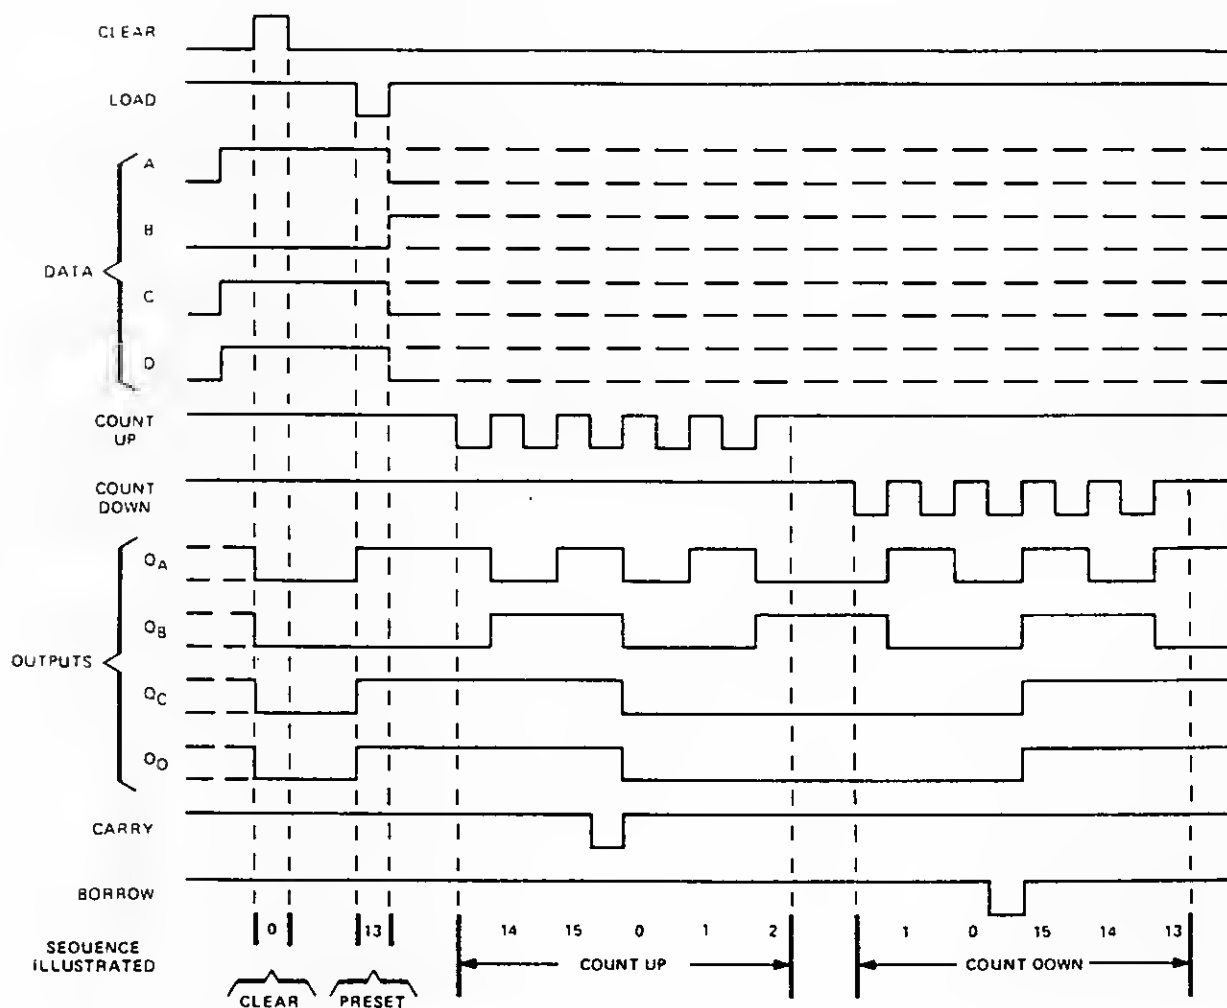 CLEAR
LOAD
A
B
DATA
C
D
COUNT
UP
COUNT
DOWN
QA
QB
OUTPUTS
QC
QD
CARRY
BORROW
SEQUENCE
ILLUSTRATED
0 13 14 15 0 1 2 1 0 15 14 13
COUNT UP COUNT DOWN
CLEAR PRESET